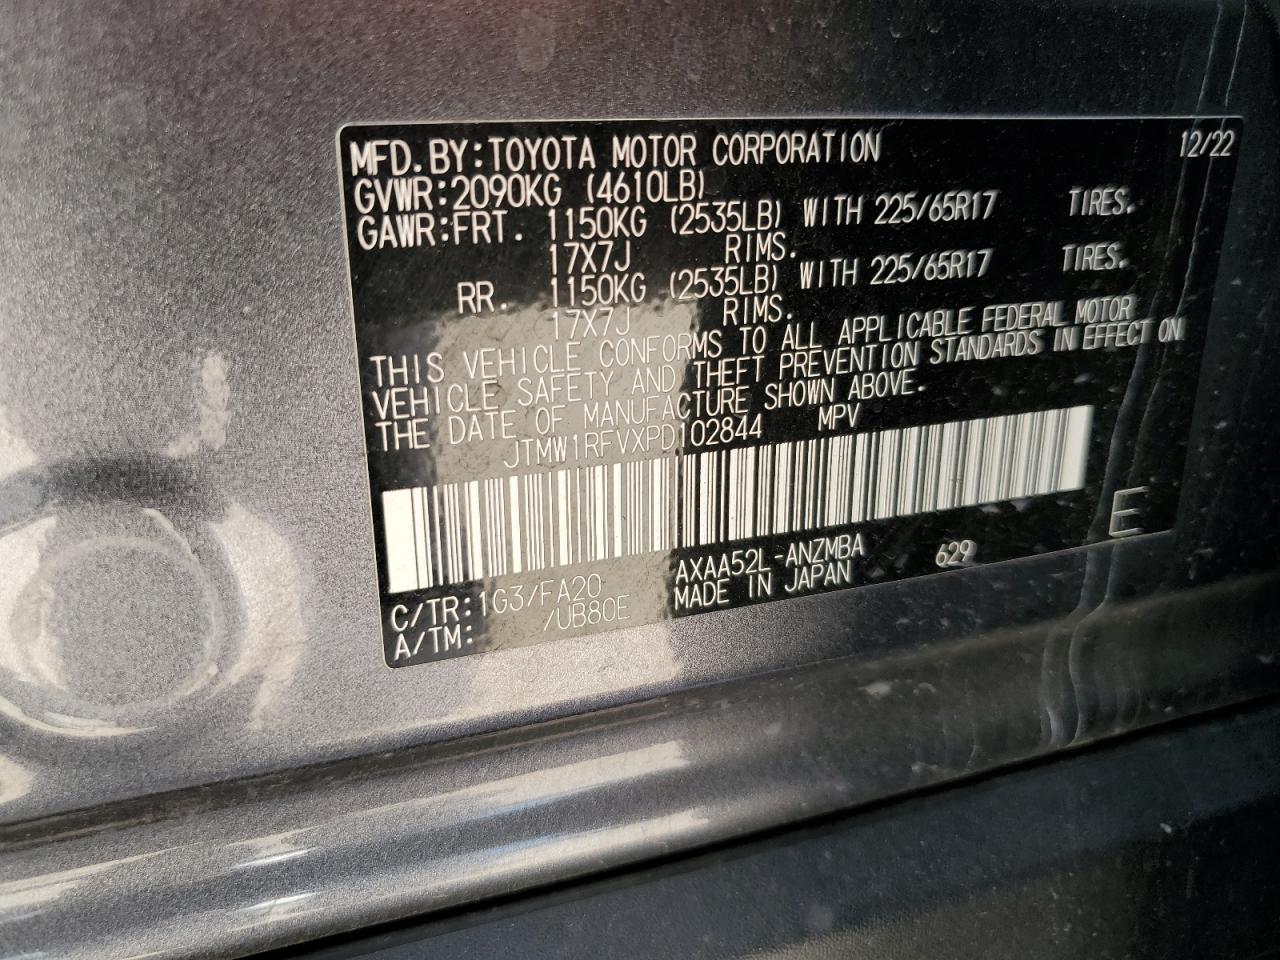 MFD.BY:TOYOTA MOTOR CORPORATION 12/22
GVWR:2090KG (4610LB)
GAWR:FRT. 1150KG (2535LB) WITH 225/65R17 TIRES.
17X7J RIMS.
RR. 1150KG (2535LB) WITH 225/65R17 TIRES.
17X7J RIMS.
THIS VEHICLE CONFORMS TO ALL APPLICABLE FEDERAL MOTOR
VEHICLE SAFETY AND THEFT PREVENTION STANDARDS IN EFFECT ON
THE DATE OF MANUFACTURE SHOWN ABOVE.
JTMW1RFVXPD102844 MPV
C/TR:1G3/FA20 AXAA52L-ANZMBA 629 E
A/TM: /UB80E MADE IN JAPAN